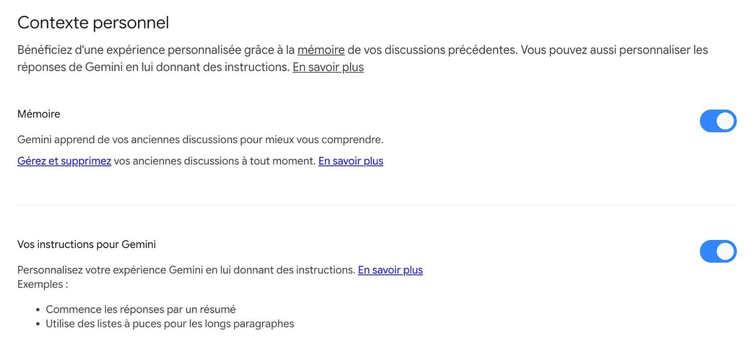 Contexte personnel
Bénéficiez d'une expérience personnalisée grâce à la mémoire de vos discussions précédentes. Vous pouvez aussi personnaliser les
réponses de Gemini en lui donnant des instructions. En savoir plus
Mémoire
Gemini apprend de vos anciennes discussions pour mieux vous comprendre.
Gérez et supprimez vos anciennes discussions à tout moment. En savoir plus
Vos instructions pour Gemini
Personnalisez votre expérience Gemini en lui donnant des instructions. En savoir plus
Exemples :
• Commence les réponses par un résumé
• Utilise des listes à puces pour les longs paragraphes